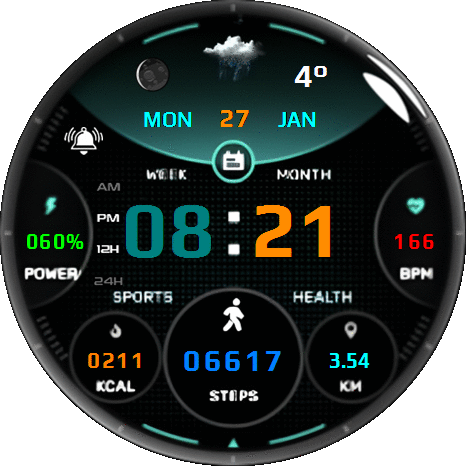 4º
MON 27 JAN
WEEK MONTH
AM
PM
12H
24H
08:21
060%
POWER
166
BPM
SPORTS HEALTH
0211
KCAL
06617
STEPS
3.54
KM